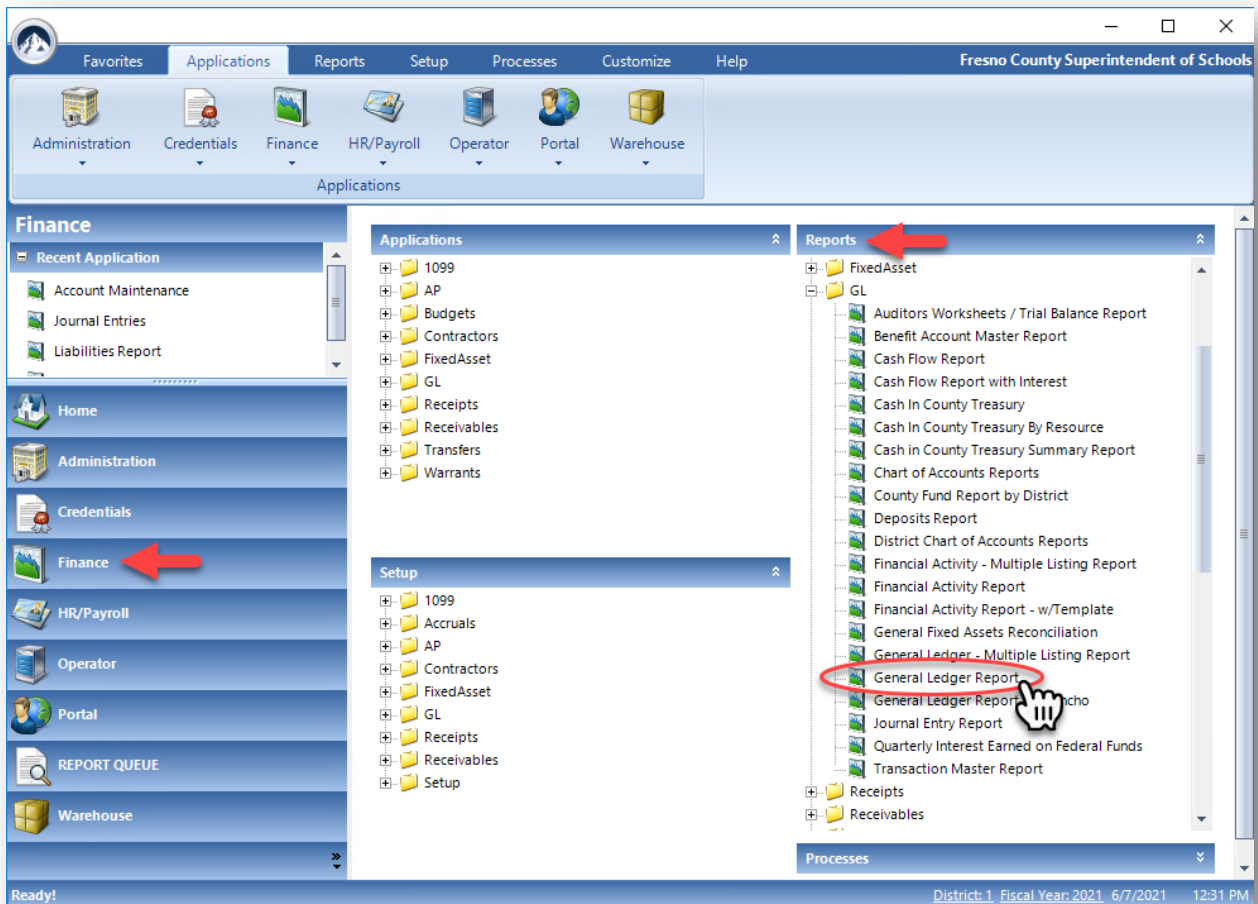 Favorites Applications Reports Setup Processes Customize Help Fresno County Superintendent of Schools
Administration Credentials Finance HR/Payroll Operator Portal Warehouse
Applications
Finance
Recent Application
Account Maintenance
Journal Entries
Liabilities Report
Home
Administration
Credentials
Finance
HR/Payroll
Operator
Portal
REPORT QUEUE
Warehouse
Applications
1099
AP
Budgets
Contractors
FixedAsset
GL
Receipts
Receivables
Transfers
Warrants
Setup
1099
Accruals
AP
Contractors
FixedAsset
GL
Receipts
Receivables
Setup
Reports
FixedAsset
GL
Auditors Worksheets / Trial Balance Report
Benefit Account Master Report
Cash Flow Report
Cash Flow Report with Interest
Cash In County Treasury
Cash In County Treasury By Resource
Cash in County Treasury Summary Report
Chart of Accounts Reports
County Fund Report by District
Deposits Report
District Chart of Accounts Reports
Financial Activity - Multiple Listing Report
Financial Activity Report
Financial Activity Report - w/Template
General Fixed Assets Reconciliation
General Ledger - Multiple Listing Report
General Ledger Report
General Ledger Report
Journal Entry Report
Quarterly Interest Earned on Federal Funds
Transaction Master Report
Receipts
Receivables
Processes
Ready! District: 1 Fiscal Year: 2021 6/7/2021 12:31 PM